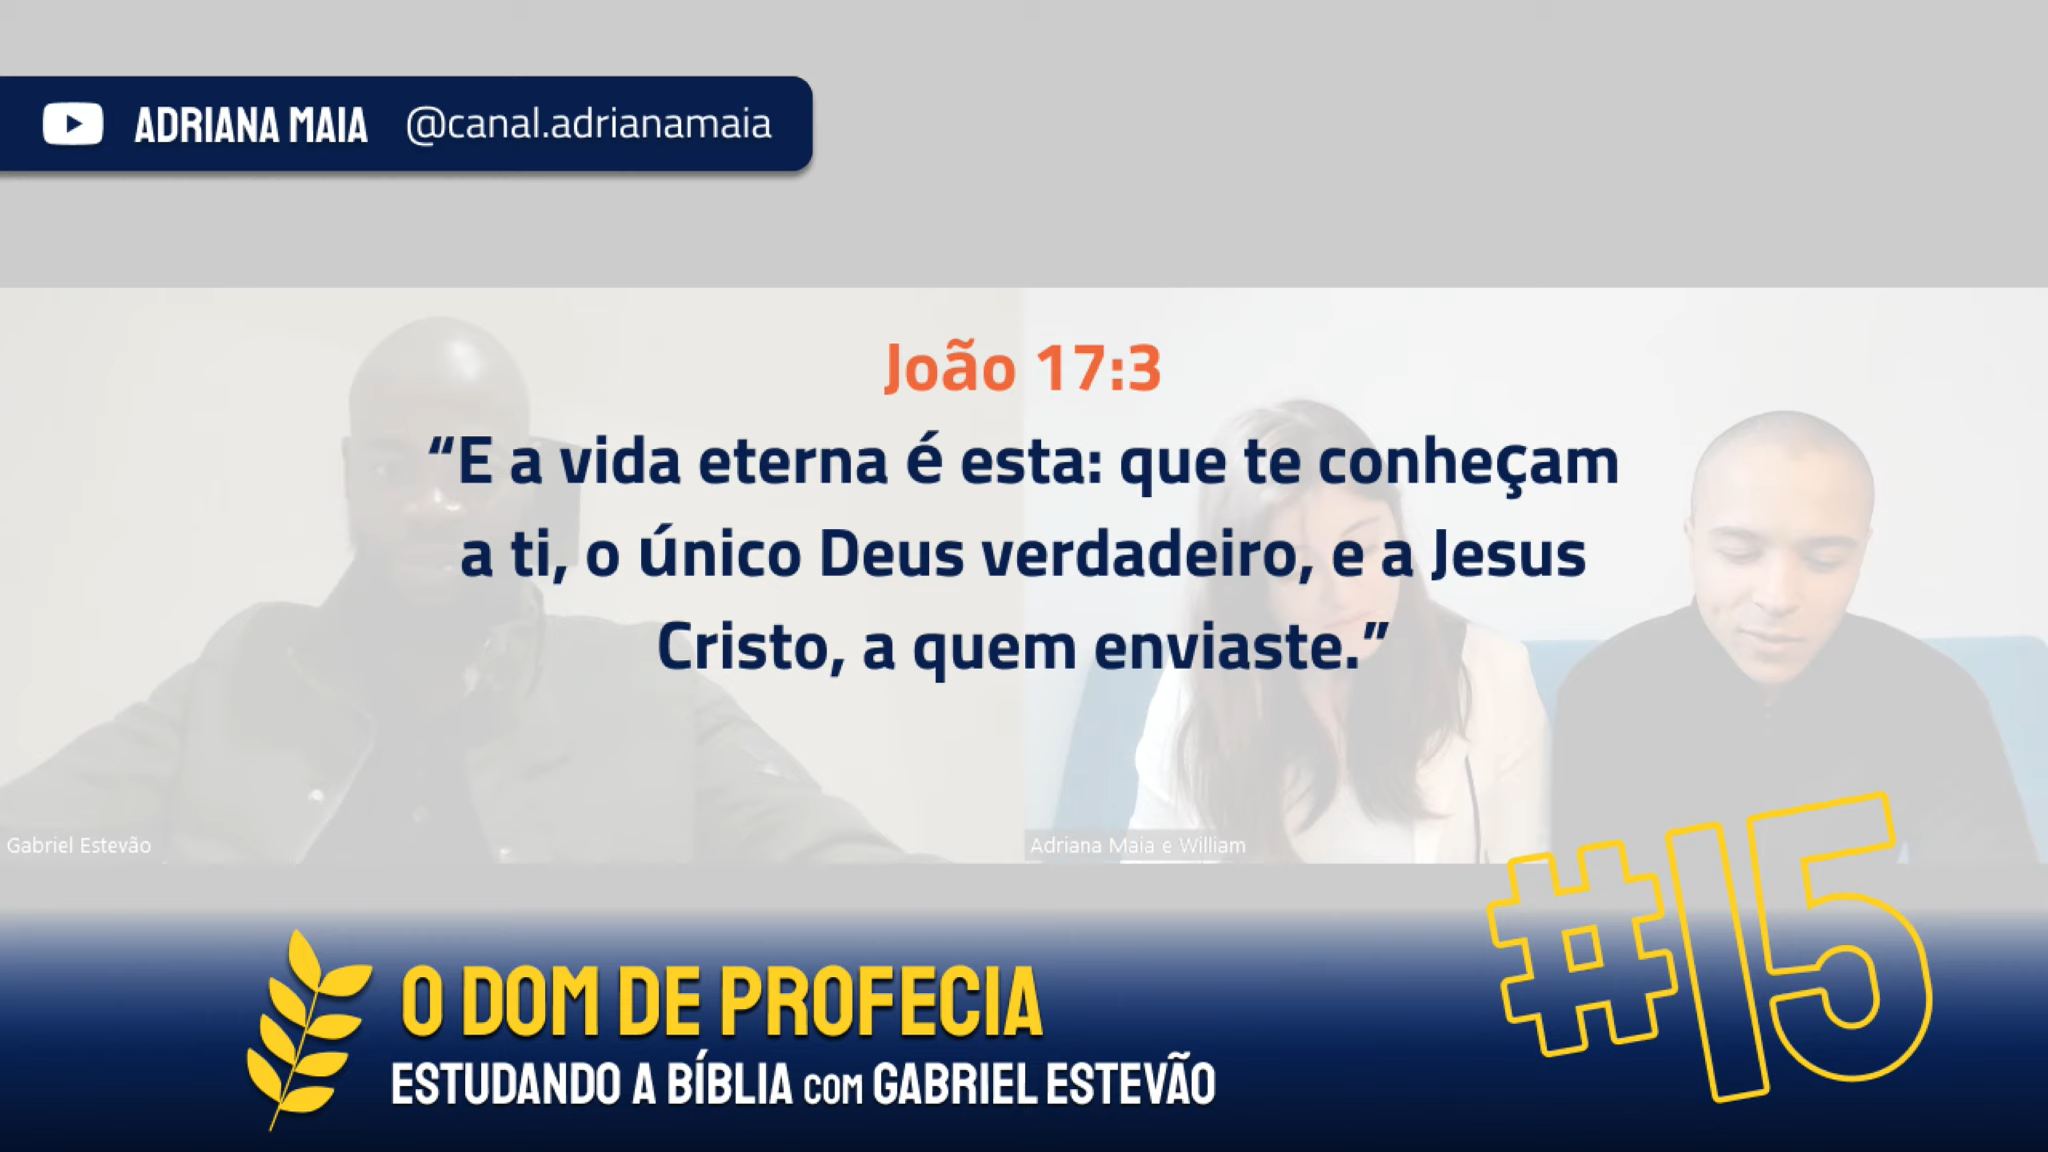 ADRIANA MAIA @canal.adrianamaia
João 17:3
“E a vida eterna é esta: que te conheçam
a ti, o único Deus verdadeiro, e a Jesus
Cristo, a quem enviaste.”
Gabriel Estevão
Adriana Maia e William
#15
O DOM DE PROFECIA
ESTUDANDO A BÍBLIA COM GABRIEL ESTEVÃO